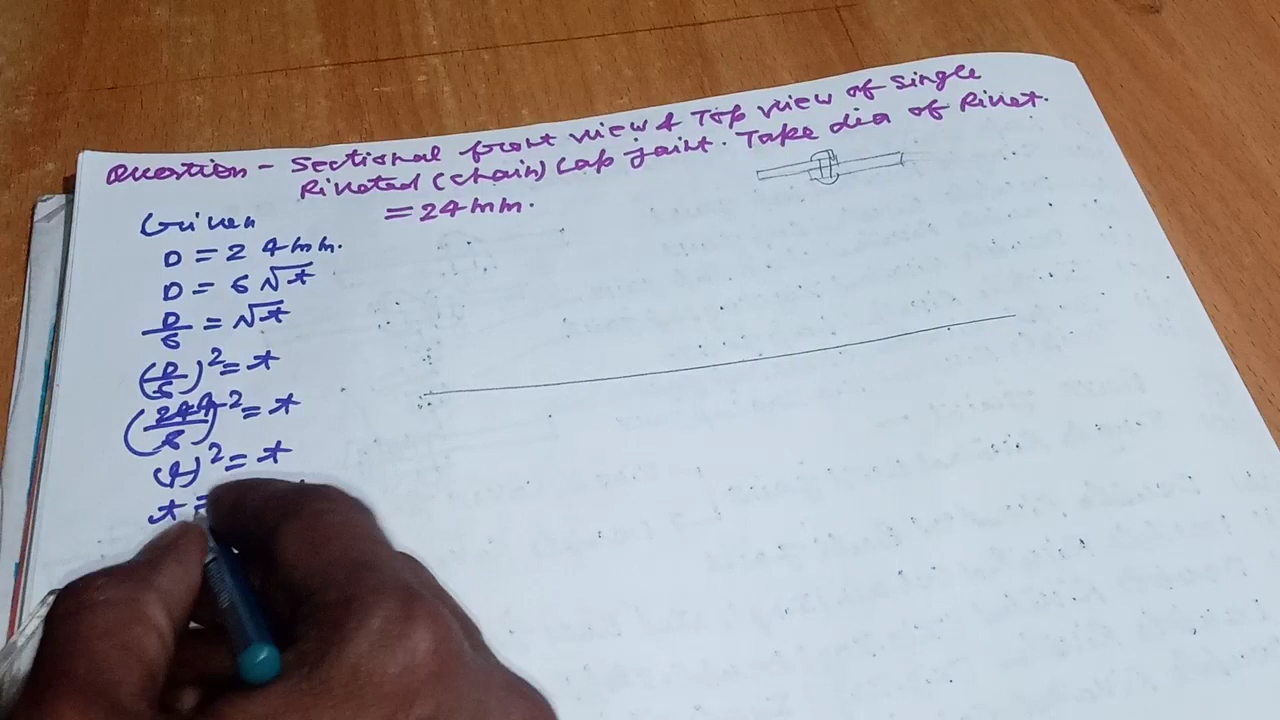 Question - Sectional front view & Top view of Single
Riveted (chain) Lap joint. Take dia of Rivet.
= 24 mm.
Given
D = 24 mm.
D = 6 √t
D/6 = √t
(D/6)² = t
(24 4/6)² = t
(4)² = t
t =